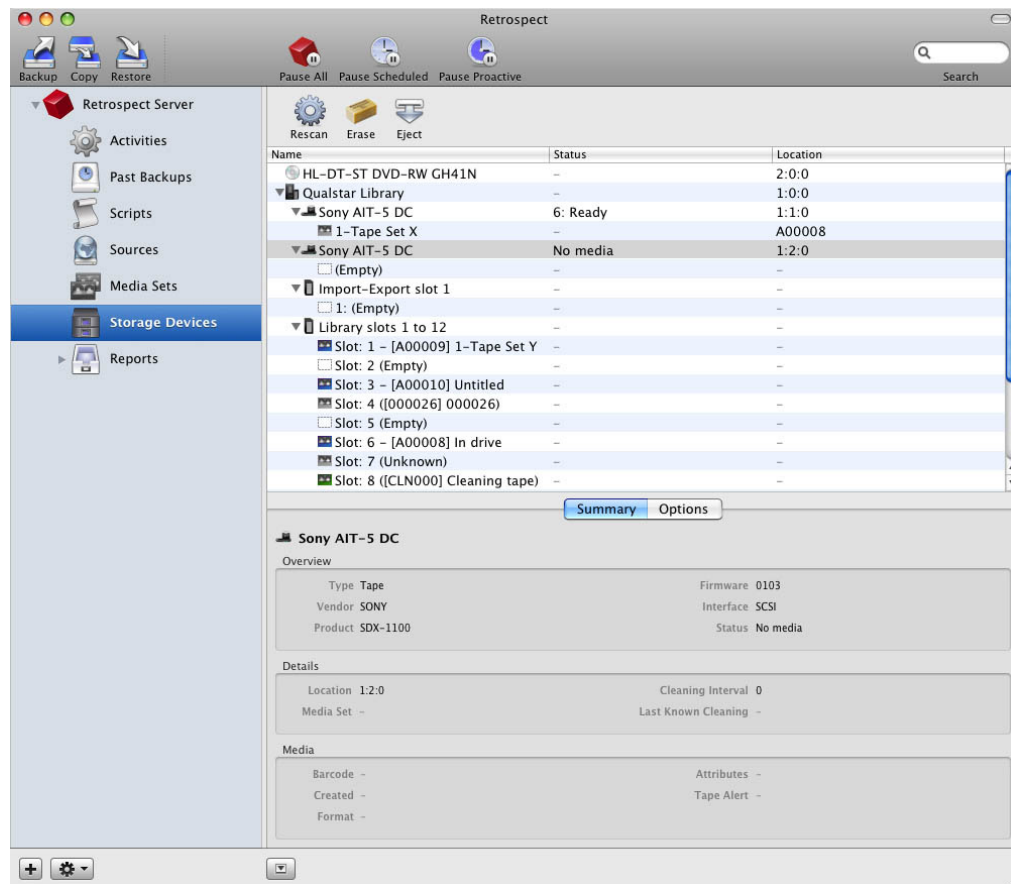 Retrospect
Backup Copy Restore Pause All Pause Scheduled Pause Proactive Search
Retrospect Server
Activities
Past Backups
Scripts
Sources
Media Sets
Storage Devices
Reports
Rescan Erase Eject
Name Status Location
HL-DT-ST DVD-RW GH41N – 2:0:0
Qualstar Library – 1:0:0
Sony AIT-5 DC 6: Ready 1:1:0
1-Tape Set X – A00008
Sony AIT-5 DC No media 1:2:0
(Empty) – –
Import-Export slot 1 – –
1: (Empty) – –
Library slots 1 to 12 – –
Slot: 1 – [A00009] 1-Tape Set Y – –
Slot: 2 (Empty) – –
Slot: 3 – [A00010] Untitled – –
Slot: 4 ([000026] 000026) – –
Slot: 5 (Empty) – –
Slot: 6 – [A00008] In drive – –
Slot: 7 (Unknown) – –
Slot: 8 ([CLN000] Cleaning tape) – –
Summary Options
Sony AIT-5 DC
Overview
Type Tape Firmware 0103
Vendor SONY Interface SCSI
Product SDX-1100 Status No media
Details
Location 1:2:0 Cleaning Interval 0
Media Set – Last Known Cleaning –
Media
Barcode – Attributes –
Created – Tape Alert –
Format –